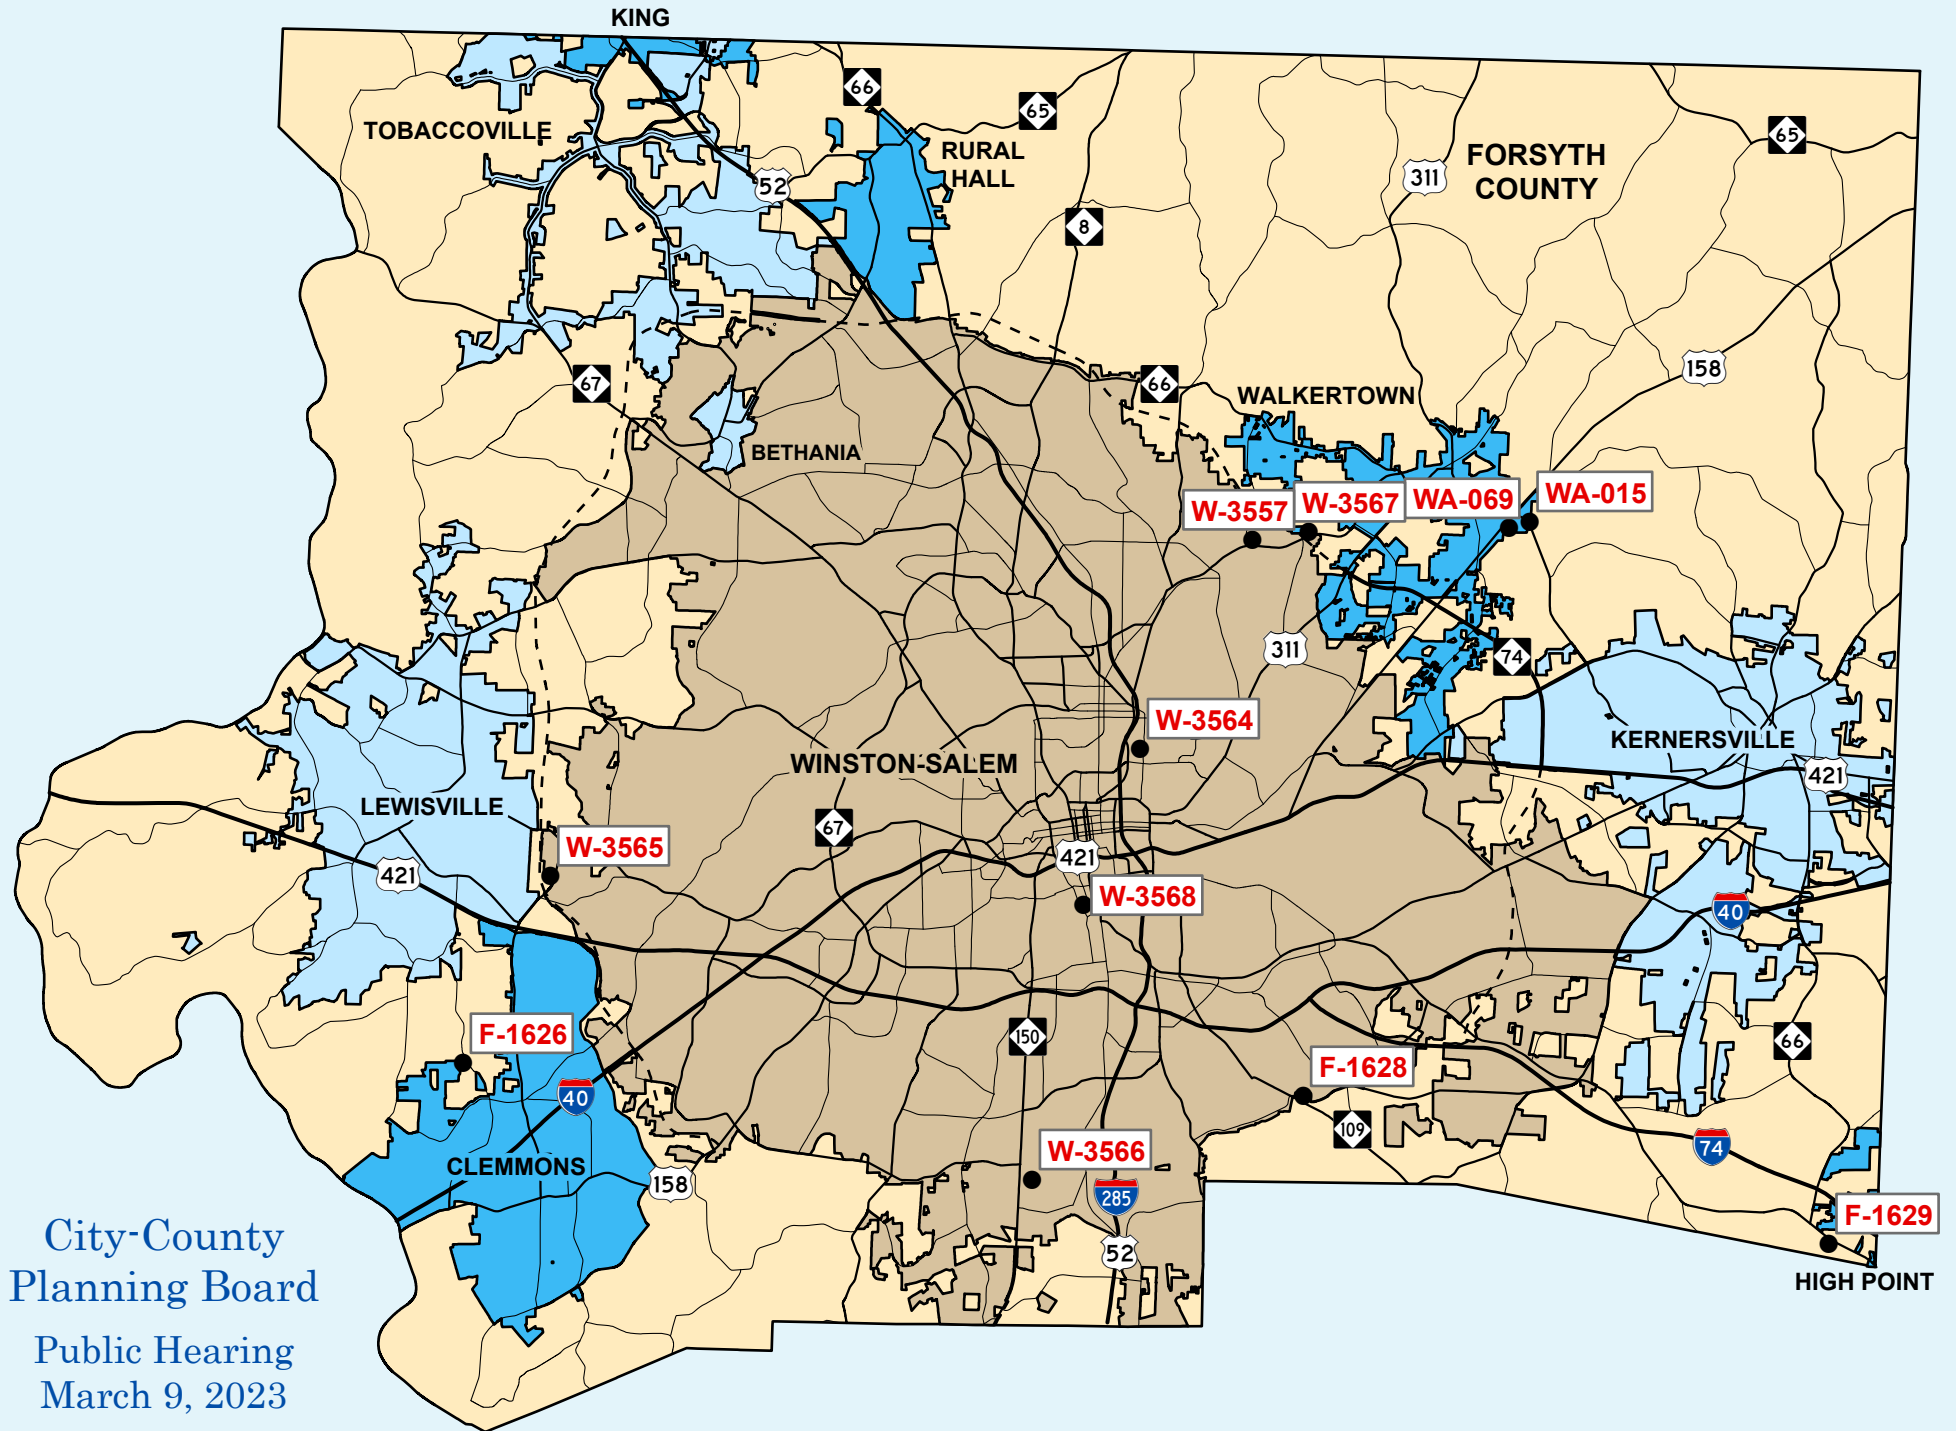 KING
66
65
TOBACCOVILLE
RURAL
HALL
65
FORSYTH
COUNTY
311
52
8
67
66
158
WALKERTOWN
BETHANIA
W-3557
W-3567
WA-069
WA-015
311
74
W-3564
KERNERSVILLE
WINSTON-SALEM
421
LEWISVILLE
67
W-3565
421
421
W-3568
40
F-1626
150
66
F-1628
40
109
74
W-3566
CLEMMONS
158
285
F-1629
52
HIGH POINT
City-County
Planning Board
Public Hearing
March 9, 2023